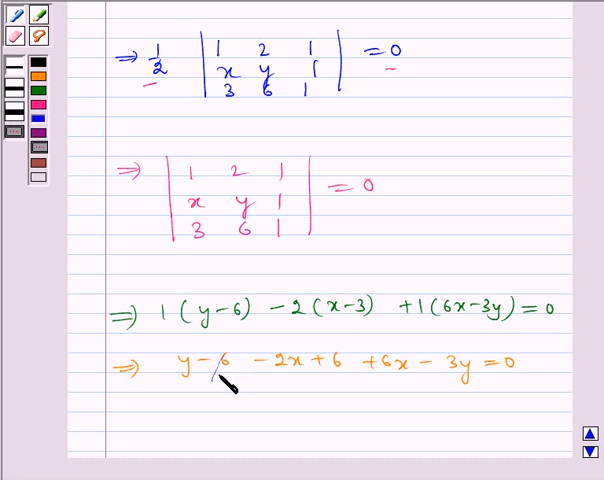 ⇒ 1/2 | 1 2 1 | = 0
| x y 1 |
| 3 6 1 |
⇒ | 1 2 1 |
| x y 1 | = 0
| 3 6 1 |
⇒ 1 (y-6) -2 (x-3) +1 (6x-3y) = 0
⇒ y - 6 - 2x + 6 + 6x - 3y = 0